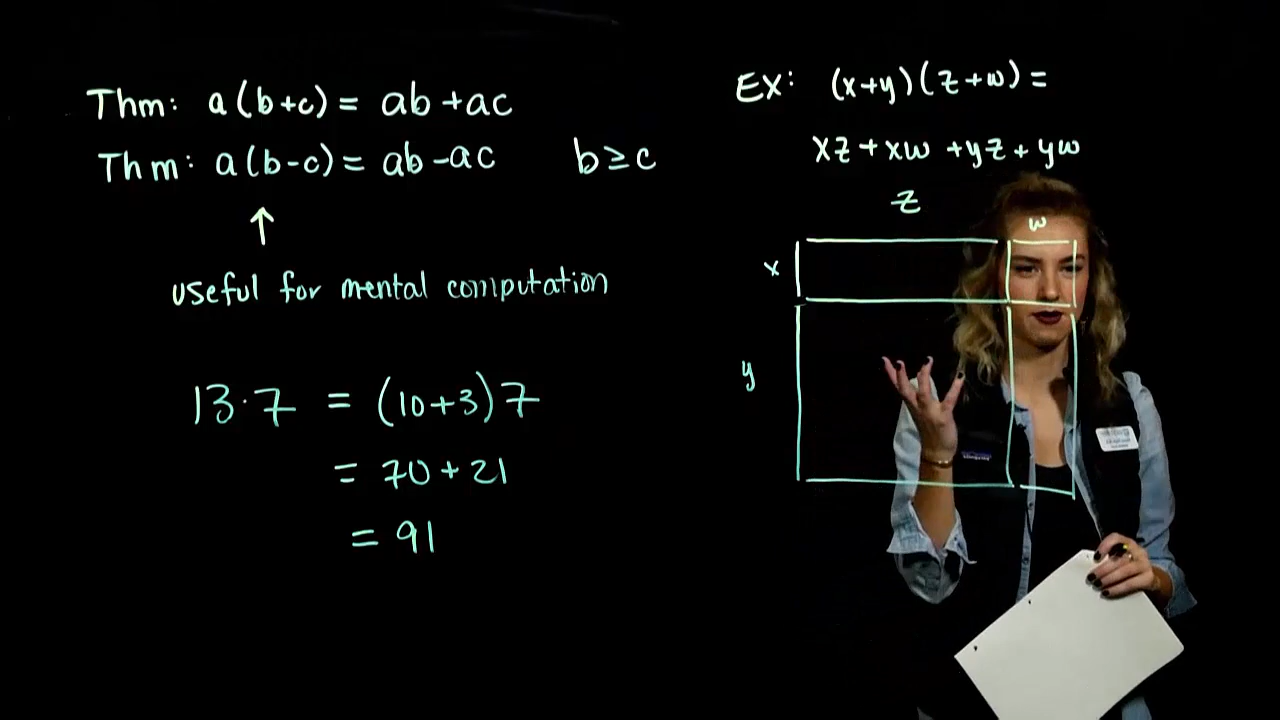 Thm: a(b+c) = ab+ac
Thm: a(b-c) = ab-ac b≥c
↑
useful for mental computation
13·7 = (10+3)7
= 70+21
= 91
EX: (x+y)(z+w) =
xz+xw+yz+yw
z
w
x
y